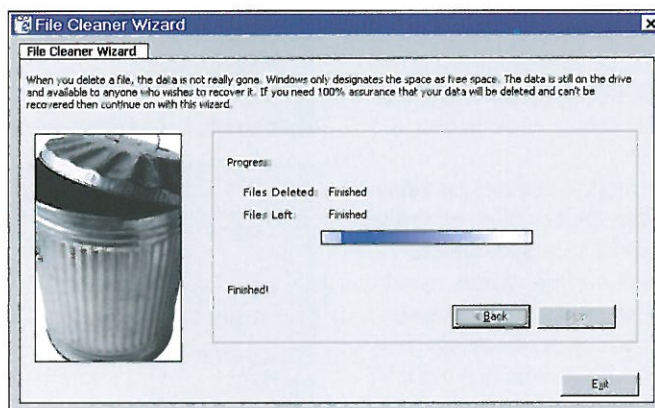 File Cleaner Wizard
File Cleaner Wizard
When you delete a file, the data is not really gone. Windows only designates the space as free space. The data is still on the drive
and available to anyone who wishes to recover it. If you need 100% assurance that your data will be deleted and can't be
recovered then continue on with this wizard.
Progress:
Files Deleted: Finished
Files Left: Finished
Finished!
< Back
Exit